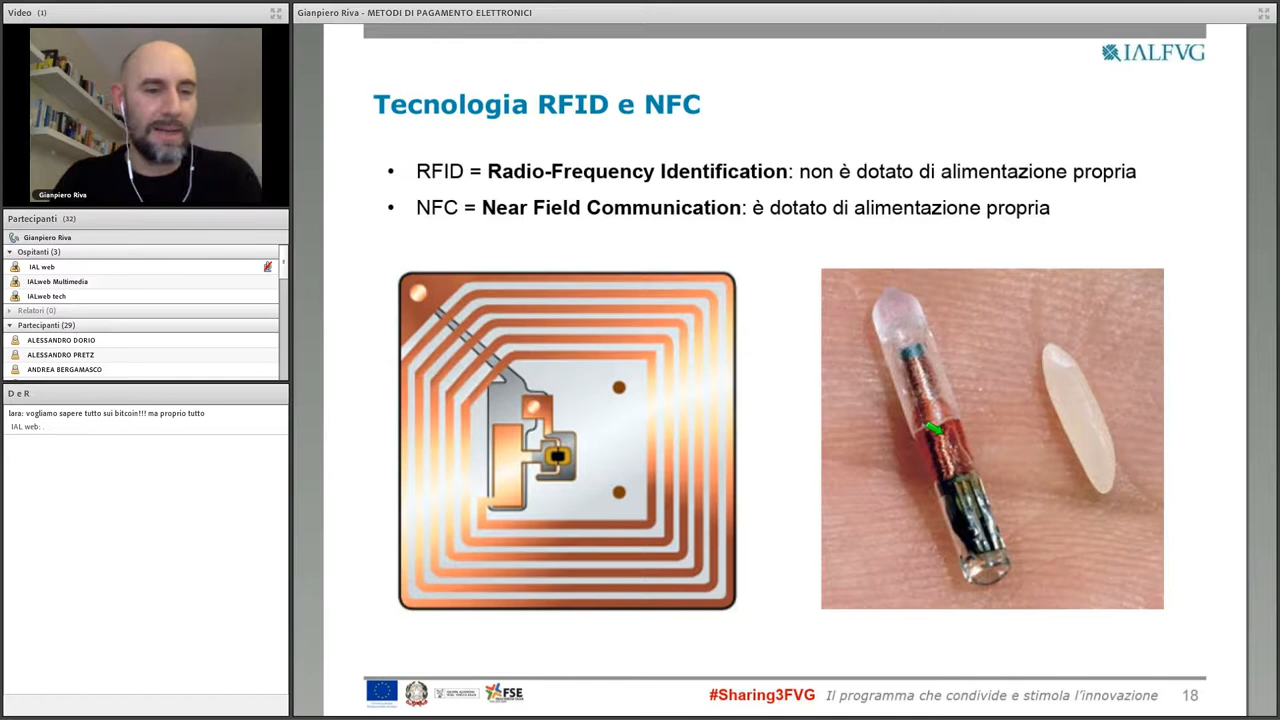 Video (1)
Gianpiero Riva - METODI DI PAGAMENTO ELETTRONICI
IALFVG
Tecnologia RFID e NFC
• RFID = Radio-Frequency Identification: non è dotato di alimentazione propria
• NFC = Near Field Communication: è dotato di alimentazione propria
Gianpiero Riva
Partecipanti (32)
Gianpiero Riva
Ospitanti (3)
IAL web
IALweb Multimedia
IALweb tech
Relatori (0)
Partecipanti (29)
ALESSANDRO DORIO
ALESSANDRO PRETZ
ANDREA BERGAMASCO
D e R
lara: vogliamo sapere tutto sui bitcoin!!! ma proprio tutto
IAL web: .
FSE
#Sharing3FVG Il programma che condivide e stimola l'innovazione 18